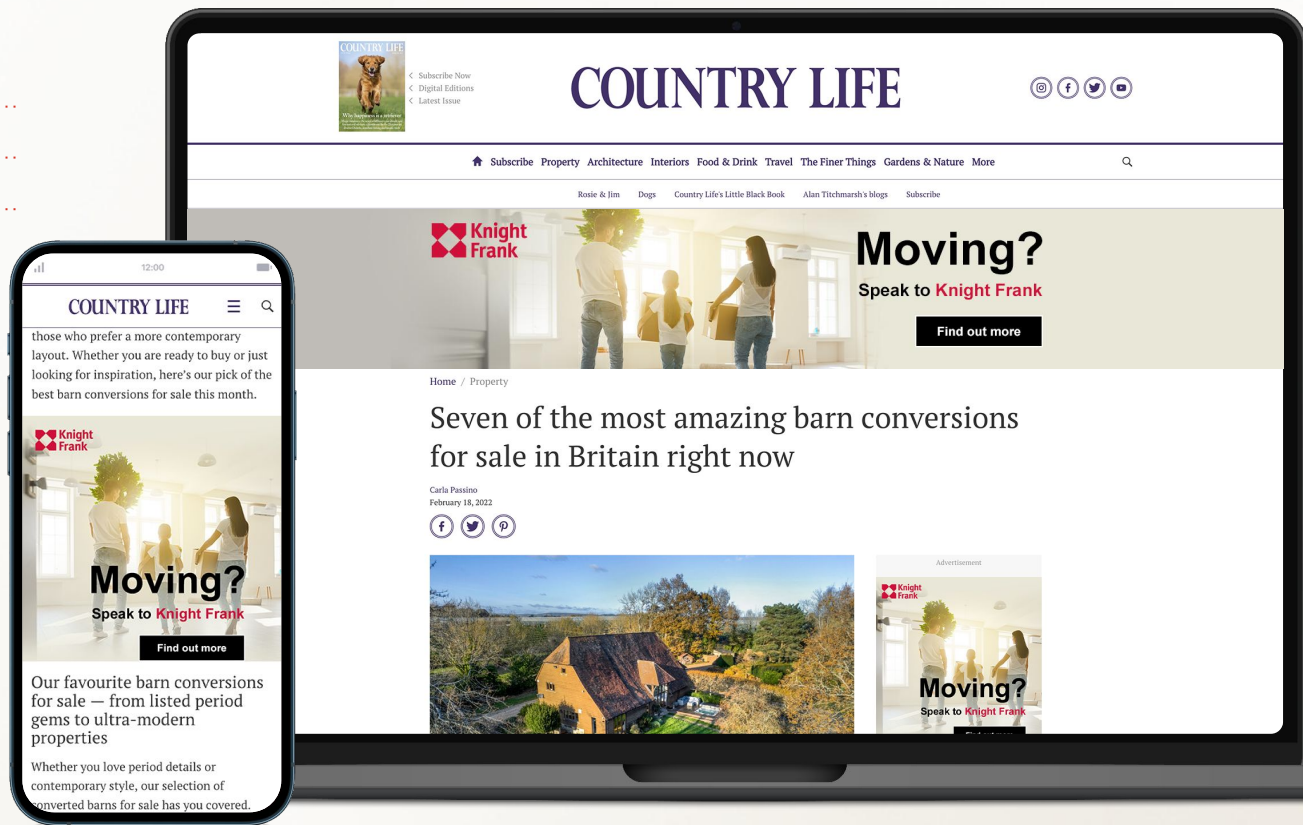 COUNTRY LIFE
Why happiness is a retriever
Subscribe Now
Digital Editions
Latest Issue
COUNTRY LIFE
Subscribe Property Architecture Interiors Food & Drink Travel The Finer Things Gardens & Nature More
Rosie & Jim Dogs Country Life's Little Black Book Alan Titchmarsh's blogs Subscribe
Knight
Frank
Moving?
Speak to Knight Frank
Find out more
Home / Property
Seven of the most amazing barn conversions
for sale in Britain right now
Carla Passino
February 18, 2022
Advertisement
Knight
Frank
Moving?
Speak to Knight Frank
12:00
COUNTRY LIFE
those who prefer a more contemporary
layout. Whether you are ready to buy or just
looking for inspiration, here's our pick of the
best barn conversions for sale this month.
Knight
Frank
Moving?
Speak to Knight Frank
Find out more
Our favourite barn conversions
for sale — from listed period
gems to ultra-modern
properties
Whether you love period details or
contemporary style, our selection of
converted barns for sale has you covered.